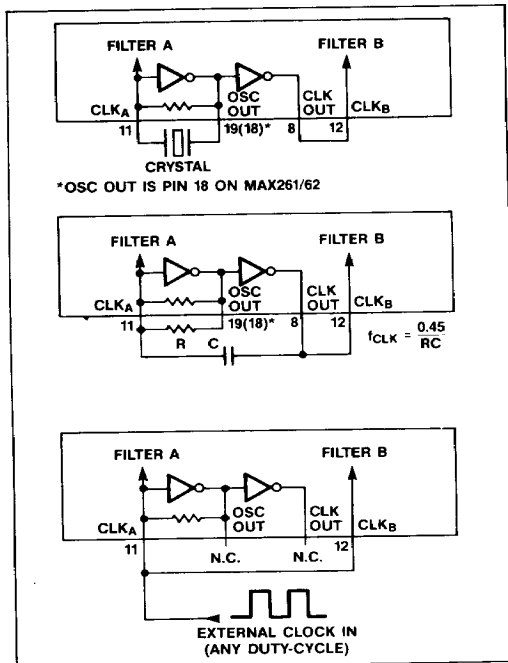 FILTER A
FILTER B
CLKA
11
OSC
OUT
19(18)*
CLK
OUT
8
12
CLKB
CRYSTAL
*OSC OUT IS PIN 18 ON MAX261/62
FILTER A
FILTER B
CLKA
11
OSC
OUT
19(18)*
CLK
OUT
8
12
CLKB
R
C
fCLK = 0.45
RC
FILTER A
FILTER B
CLKA
11
OSC
OUT
N.C.
CLK
OUT
N.C.
12
CLKB
EXTERNAL CLOCK IN
(ANY DUTY-CYCLE)